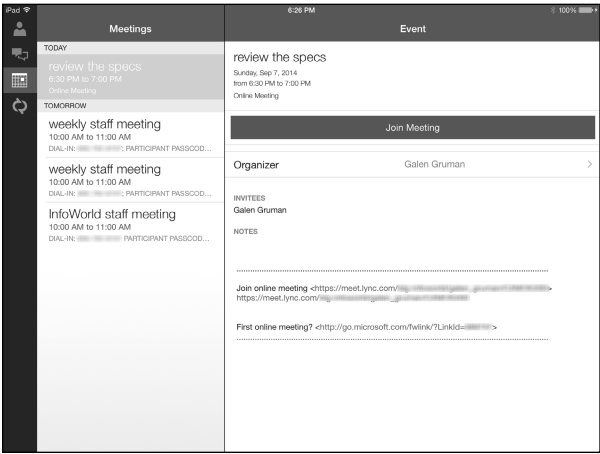 iPad
6:26 PM
100%
Meetings
TODAY
review the specs
6:30 PM to 7:00 PM
Online Meeting
TOMORROW
weekly staff meeting
10:00 AM to 11:00 AM
DIAL-IN: ; PARTICIPANT PASSCOD...
weekly staff meeting
10:00 AM to 11:00 AM
DIAL-IN: ; PARTICIPANT PASSCOD...
InfoWorld staff meeting
10:00 AM to 11:00 AM
DIAL-IN: PARTICIPANT PASSCOD...
Event
review the specs
Sunday, Sep 7, 2014
from 6:30 PM to 7:00 PM
Online Meeting
Join Meeting
Organizer Galen Gruman
INVITEES
Galen Gruman
NOTES
Join online meeting <https://meet.lync.com/ >
https://meet.lync.com/
First online meeting? <http://go.microsoft.com/fwlink/?LinkId= >